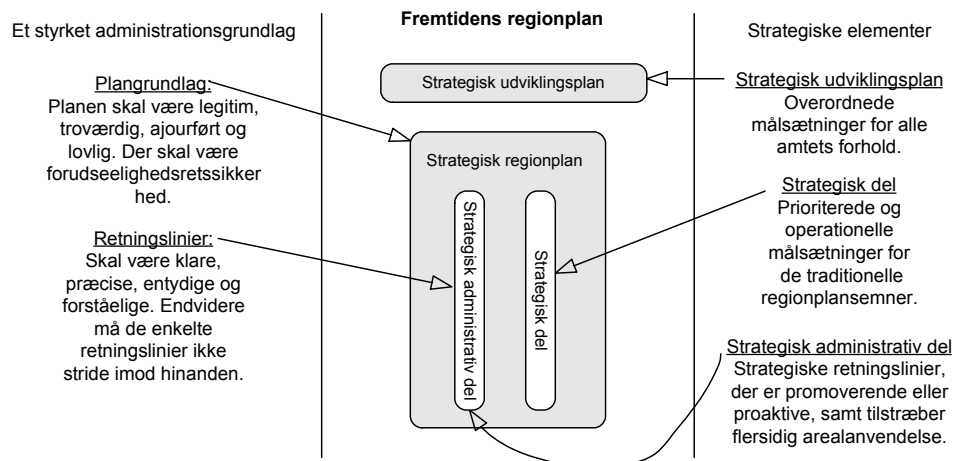 Et styrket administrationsgrundlag
Plangrundlag:
Planen skal være legitim,
troværdig, ajourført og
lovlig. Der skal være
forudseelighedsretssikker
hed.
Retningslinier:
Skal være klare,
præcise, entydige og
forståelige. Endvidere
må de enkelte
retningslinier ikke
stride imod hinanden.
Fremtidens regionplan
Strategisk udviklingsplan
Strategisk regionplan
Strategisk administrativ del
Strategisk del
Strategiske elementer
Strategisk udviklingsplan
Overordnede
målsætninger for alle
amtets forhold.
Strategisk del
Prioriterede og
operationelle
målsætninger for
de traditionelle
regionplansemner.
Strategisk administrativ del
Strategiske retningslinier,
der er promoverende eller
proaktive, samt tilstræber
flersidig arealanvendelse.